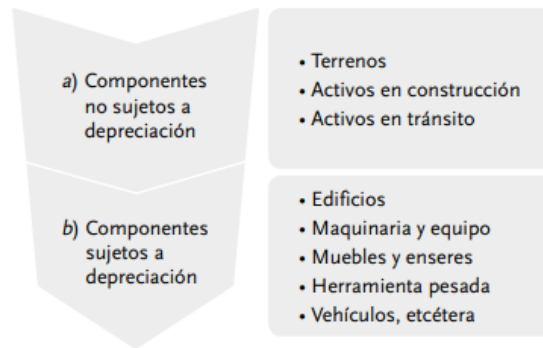 a) Componentes
no sujetos a
depreciación
• Terrenos
• Activos en construcción
• Activos en tránsito
b) Componentes
sujetos a
depreciación
• Edificios
• Maquinaria y equipo
• Muebles y enseres
• Herramienta pesada
• Vehículos, etcétera